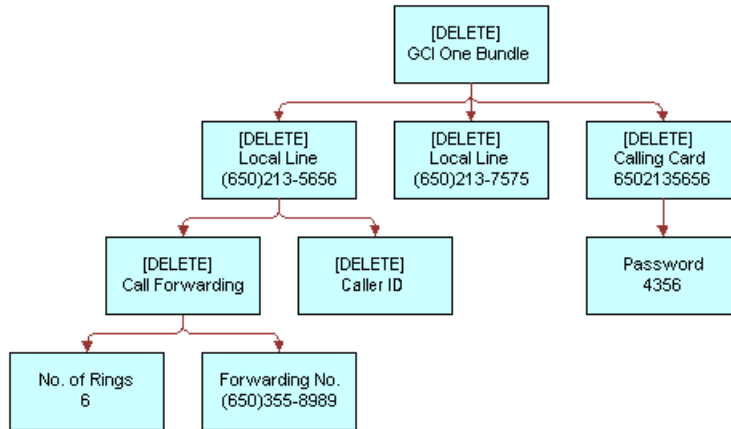 [DELETE]
GCI One Bundle
[DELETE]
Local Line
(650)213-5656
[DELETE]
Local Line
(650)213-7575
[DELETE]
Calling Card
6502135656
[DELETE]
Call Forwarding
[DELETE]
Caller ID
Password
4356
No. of Rings
6
Forwarding No.
(650)355-8989